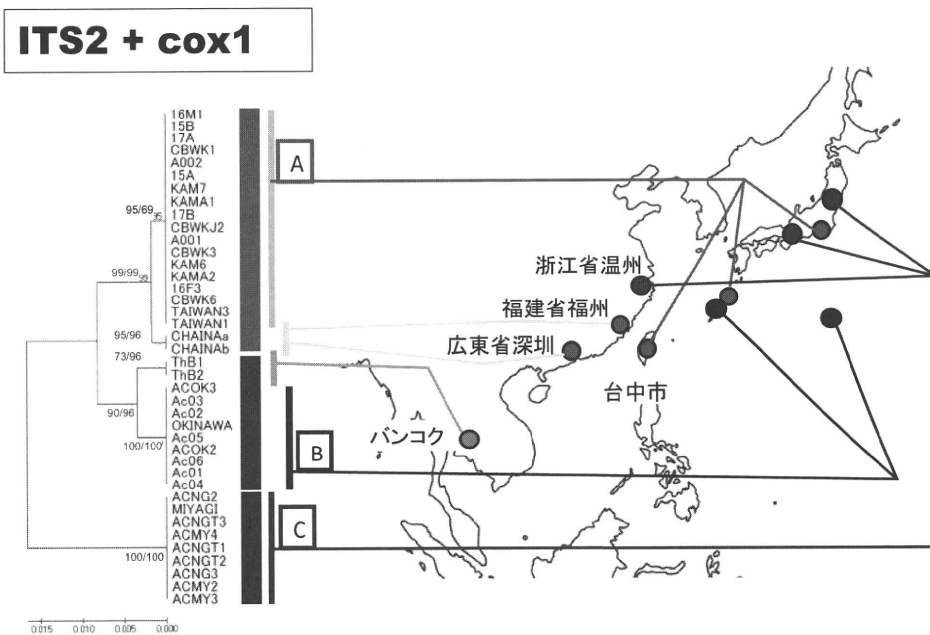 ITS2 + cox1
16M1
15B
17A
CBWK1
A002
15A
KAM7
KAMA1
17B
CBWKJ2
A001
CBWK3
KAM6
KAMA2
16F3
CBWK6
TAIWAN3
TAIWAN1
CHAINAa
CHAINAb
ThB1
ThB2
ACOK3
Ac03
Ac02
OKINAWA
Ac05
ACOK2
Ac06
Ac01
Ac04
ACNG2
MIYAGI
ACNGT3
ACMY4
ACNGT1
ACNGT2
ACNG3
ACMY2
ACMY3
95/69
95
99/99
99
95/96
73/96
90/96
100/100
100/100
A
B
C
浙江省温州
福建省福州
広東省深圳
台中市
バンコク
0.015 0.010 0.005 0.000